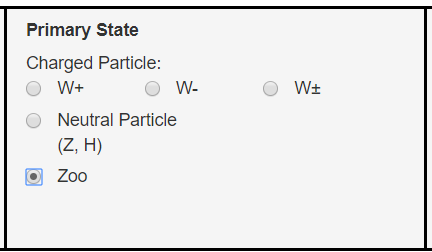 Primary State
Charged Particle:
W+ W- W±
Neutral Particle
(Z, H)
Zoo